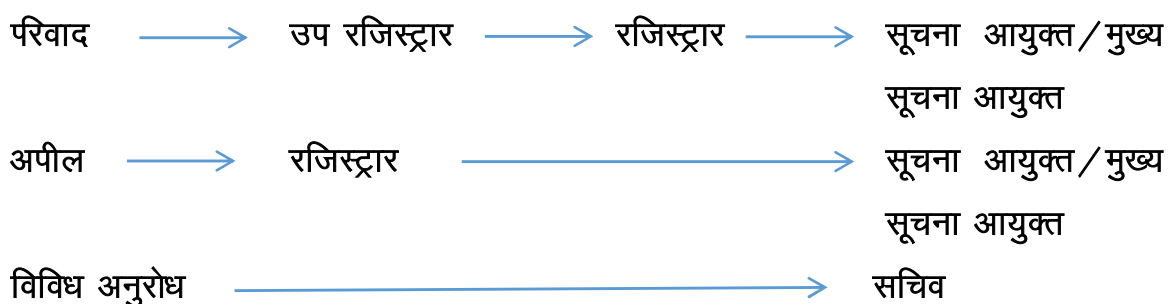 परिवाद उप रजिस्ट्रार रजिस्ट्रार सूचना आयुक्त/मुख्य
सूचना आयुक्त
अपील रजिस्ट्रार सूचना आयुक्त/मुख्य
सूचना आयुक्त
विविध अनुरोध सचिव